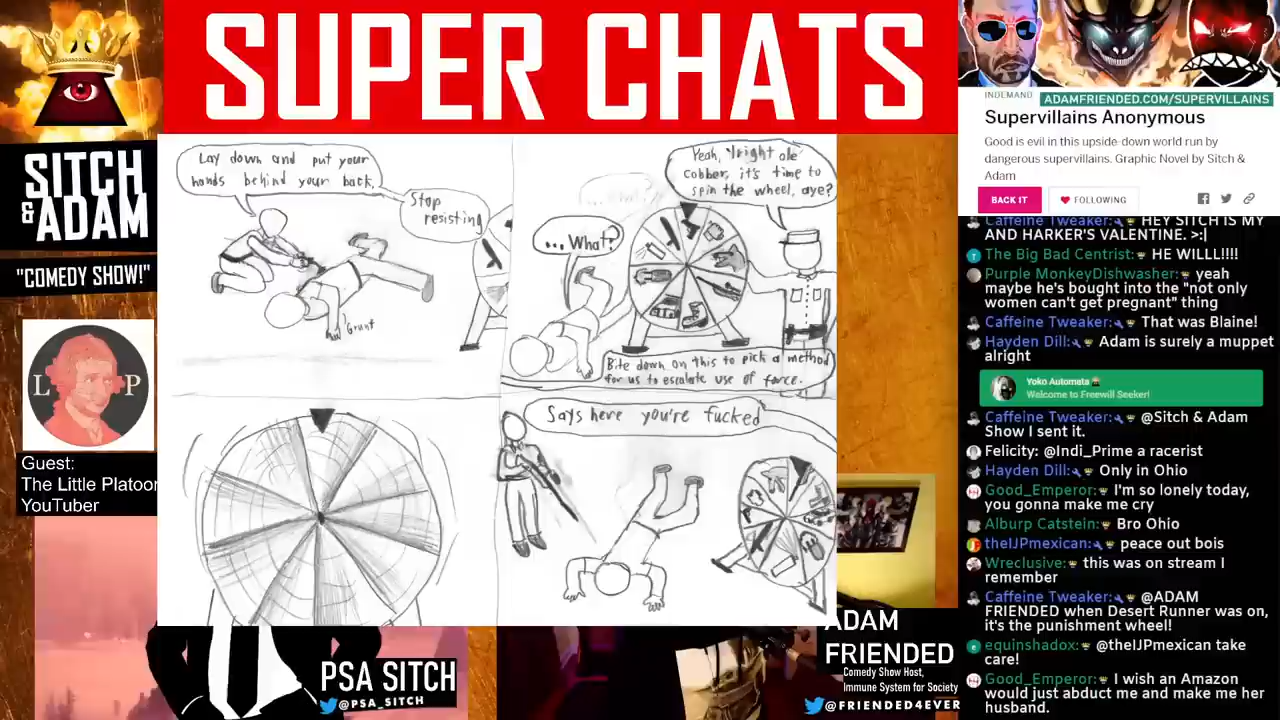 SUPER CHATS
SITCH
& ADAM
"COMEDY SHOW!"
L P
Guest:
The Little Platoon
YouTuber
Lay down and put your
hands behind your back.
Stop
resisting
Grunt
Yeah, 'right ole
cobber, it's time to
spin the wheel, aye?
...What?
Bite down on this to pick a method
for us to escalate use of force.
Says here you're fucked
PSA SITCH
@PSA_SITCH
ADAM
FRIENDED
Comedy Show Host,
Immune System for Society
@FRIENDED4EVER
INDEMAND
ADAMFRIENDED.COM/SUPERVILLAINS
Supervillains Anonymous
Good is evil in this upside-down world run by
dangerous supervillains. Graphic Novel by Sitch &
Adam
BACK IT
FOLLOWING
Caffeine Tweaker: HEY SITCH IS MY
AND HARKER'S VALENTINE. >:|
The Big Bad Centrist: HE WILLL!!!!
Purple MonkeyDishwasher: yeah
maybe he's bought into the "not only
women can't get pregnant" thing
Caffeine Tweaker: That was Blaine!
Hayden Dill: Adam is surely a muppet
alright
Yoko Automata
Welcome to Freewill Seeker!
Caffeine Tweaker: @Sitch & Adam
Show I sent it.
Felicity: @Indi_Prime a racerist
Hayden Dill: Only in Ohio
Good_Emperor: I'm so lonely today,
you gonna make me cry
Alburp Catstein: Bro Ohio
theIJPmexican: peace out bois
Wreclusive: this was on stream I
remember
Caffeine Tweaker: @ADAM
FRIENDED when Desert Runner was on,
it's the punishment wheel!
equinshadox: @theIJPmexican take
care!
Good_Emperor: I wish an Amazon
would just abduct me and make me her
husband.